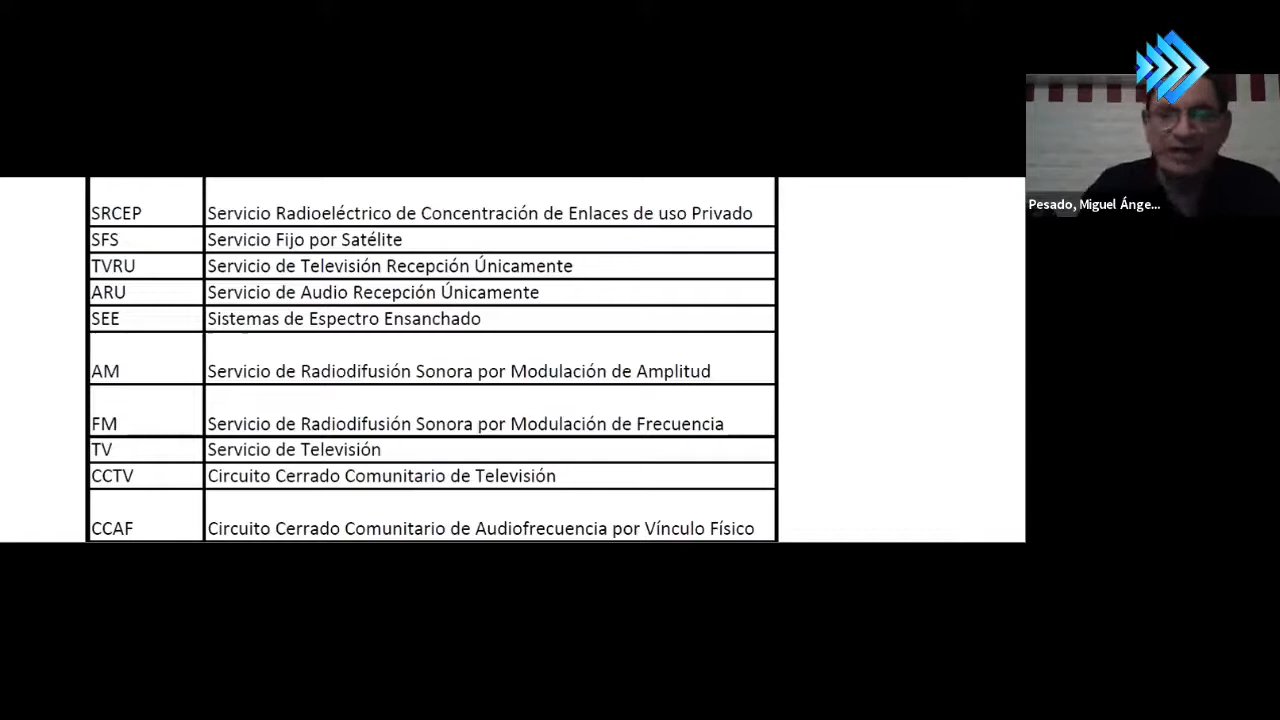 SRCEP Servicio Radioeléctrico de Concentración de Enlaces de uso Privado
SFS Servicio Fijo por Satélite
TVRU Servicio de Televisión Recepción Únicamente
ARU Servicio de Audio Recepción Únicamente
SEE Sistemas de Espectro Ensanchado
AM Servicio de Radiodifusión Sonora por Modulación de Amplitud
FM Servicio de Radiodifusión Sonora por Modulación de Frecuencia
TV Servicio de Televisión
CCTV Circuito Cerrado Comunitario de Televisión
CCAF Circuito Cerrado Comunitario de Audiofrecuencia por Vínculo Físico
Pesado, Miguel Ánge...